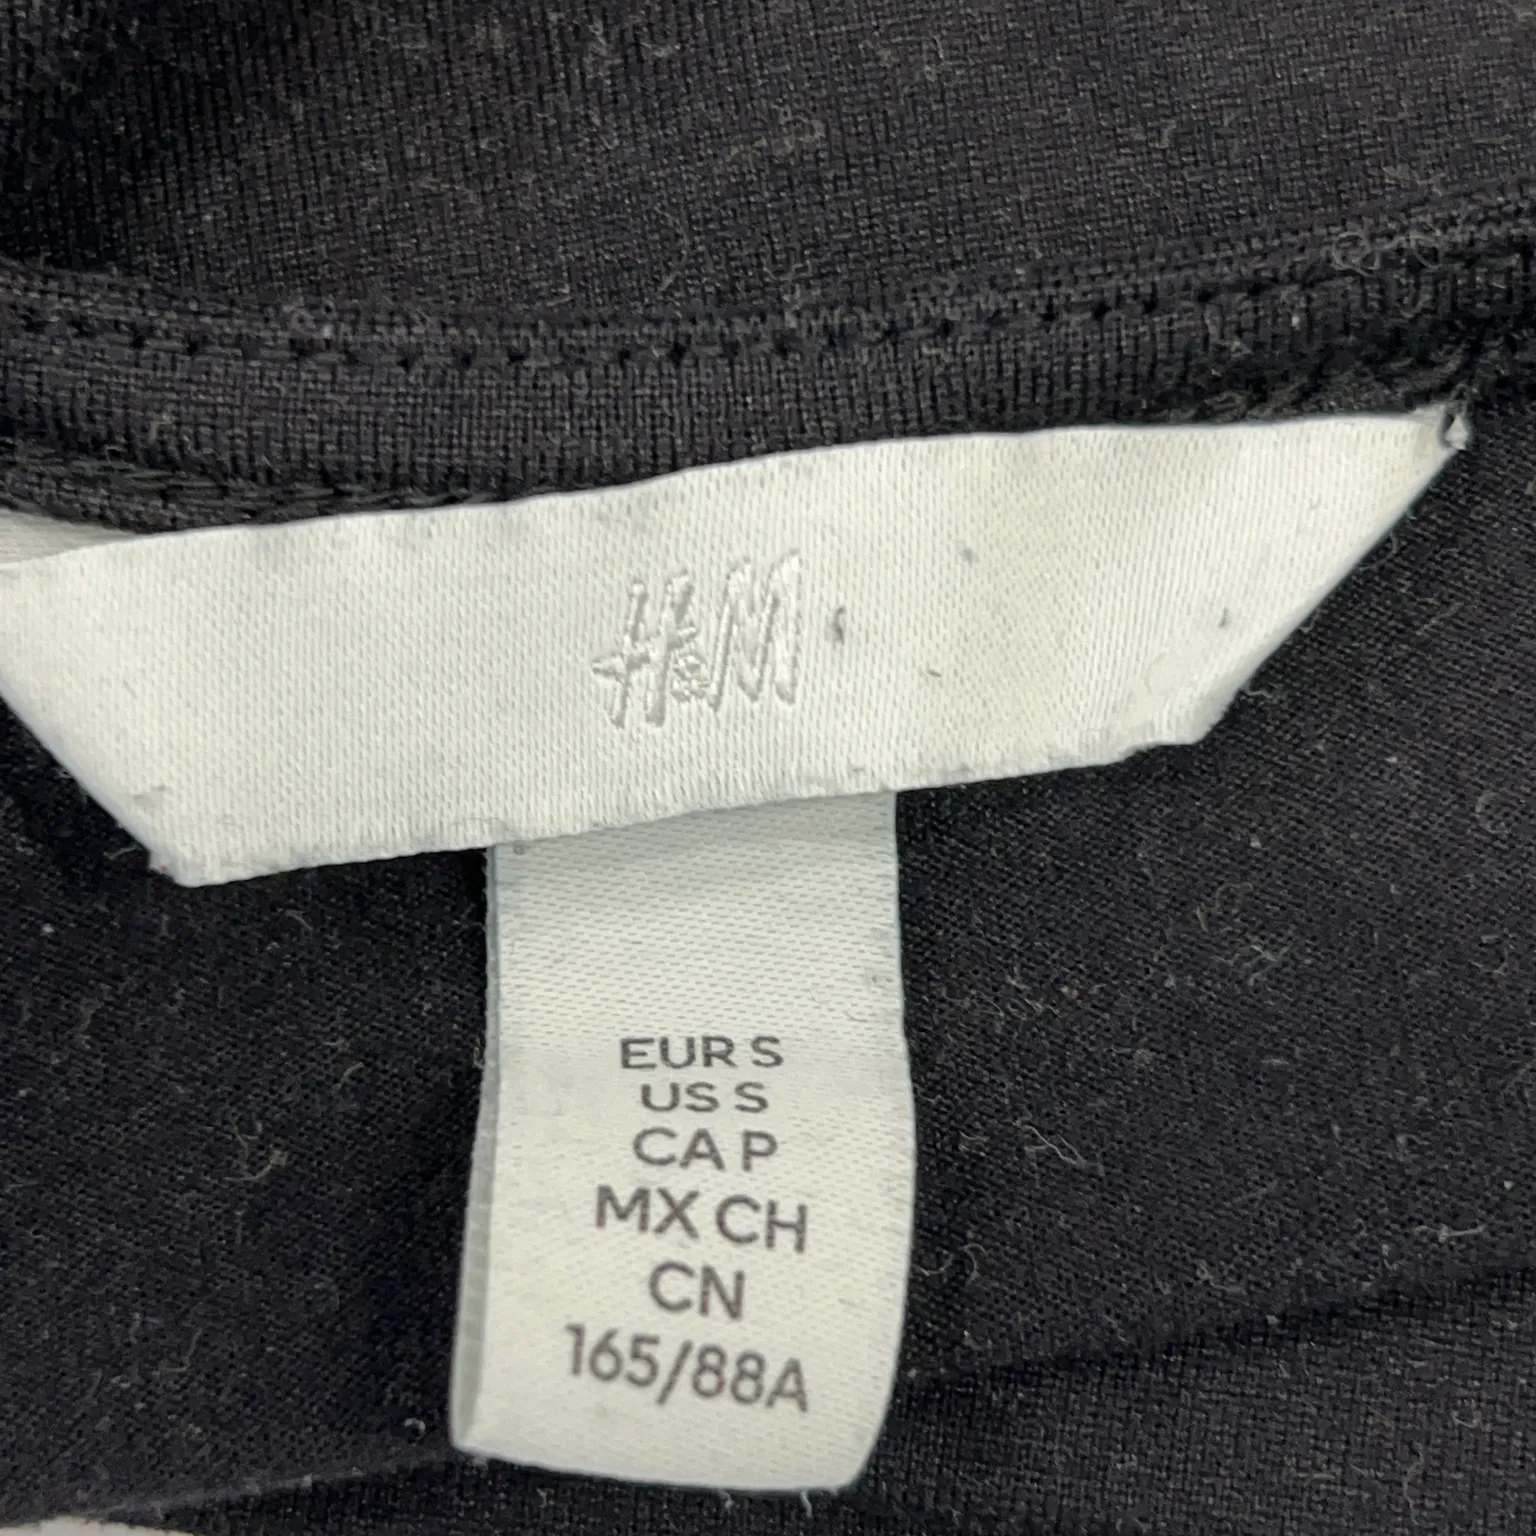 H&M
EUR S
US S
CA P
MX CH
CN
165/88A